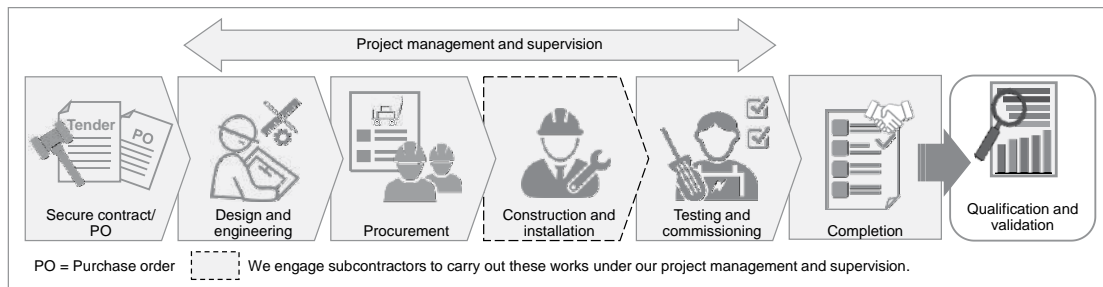 Project management and supervision
Tender
PO
Secure contract/
PO
Design and
engineering
Procurement
Construction and
installation
Testing and
commissioning
Completion
Qualification and
validation
PO = Purchase order
We engage subcontractors to carry out these works under our project management and supervision.